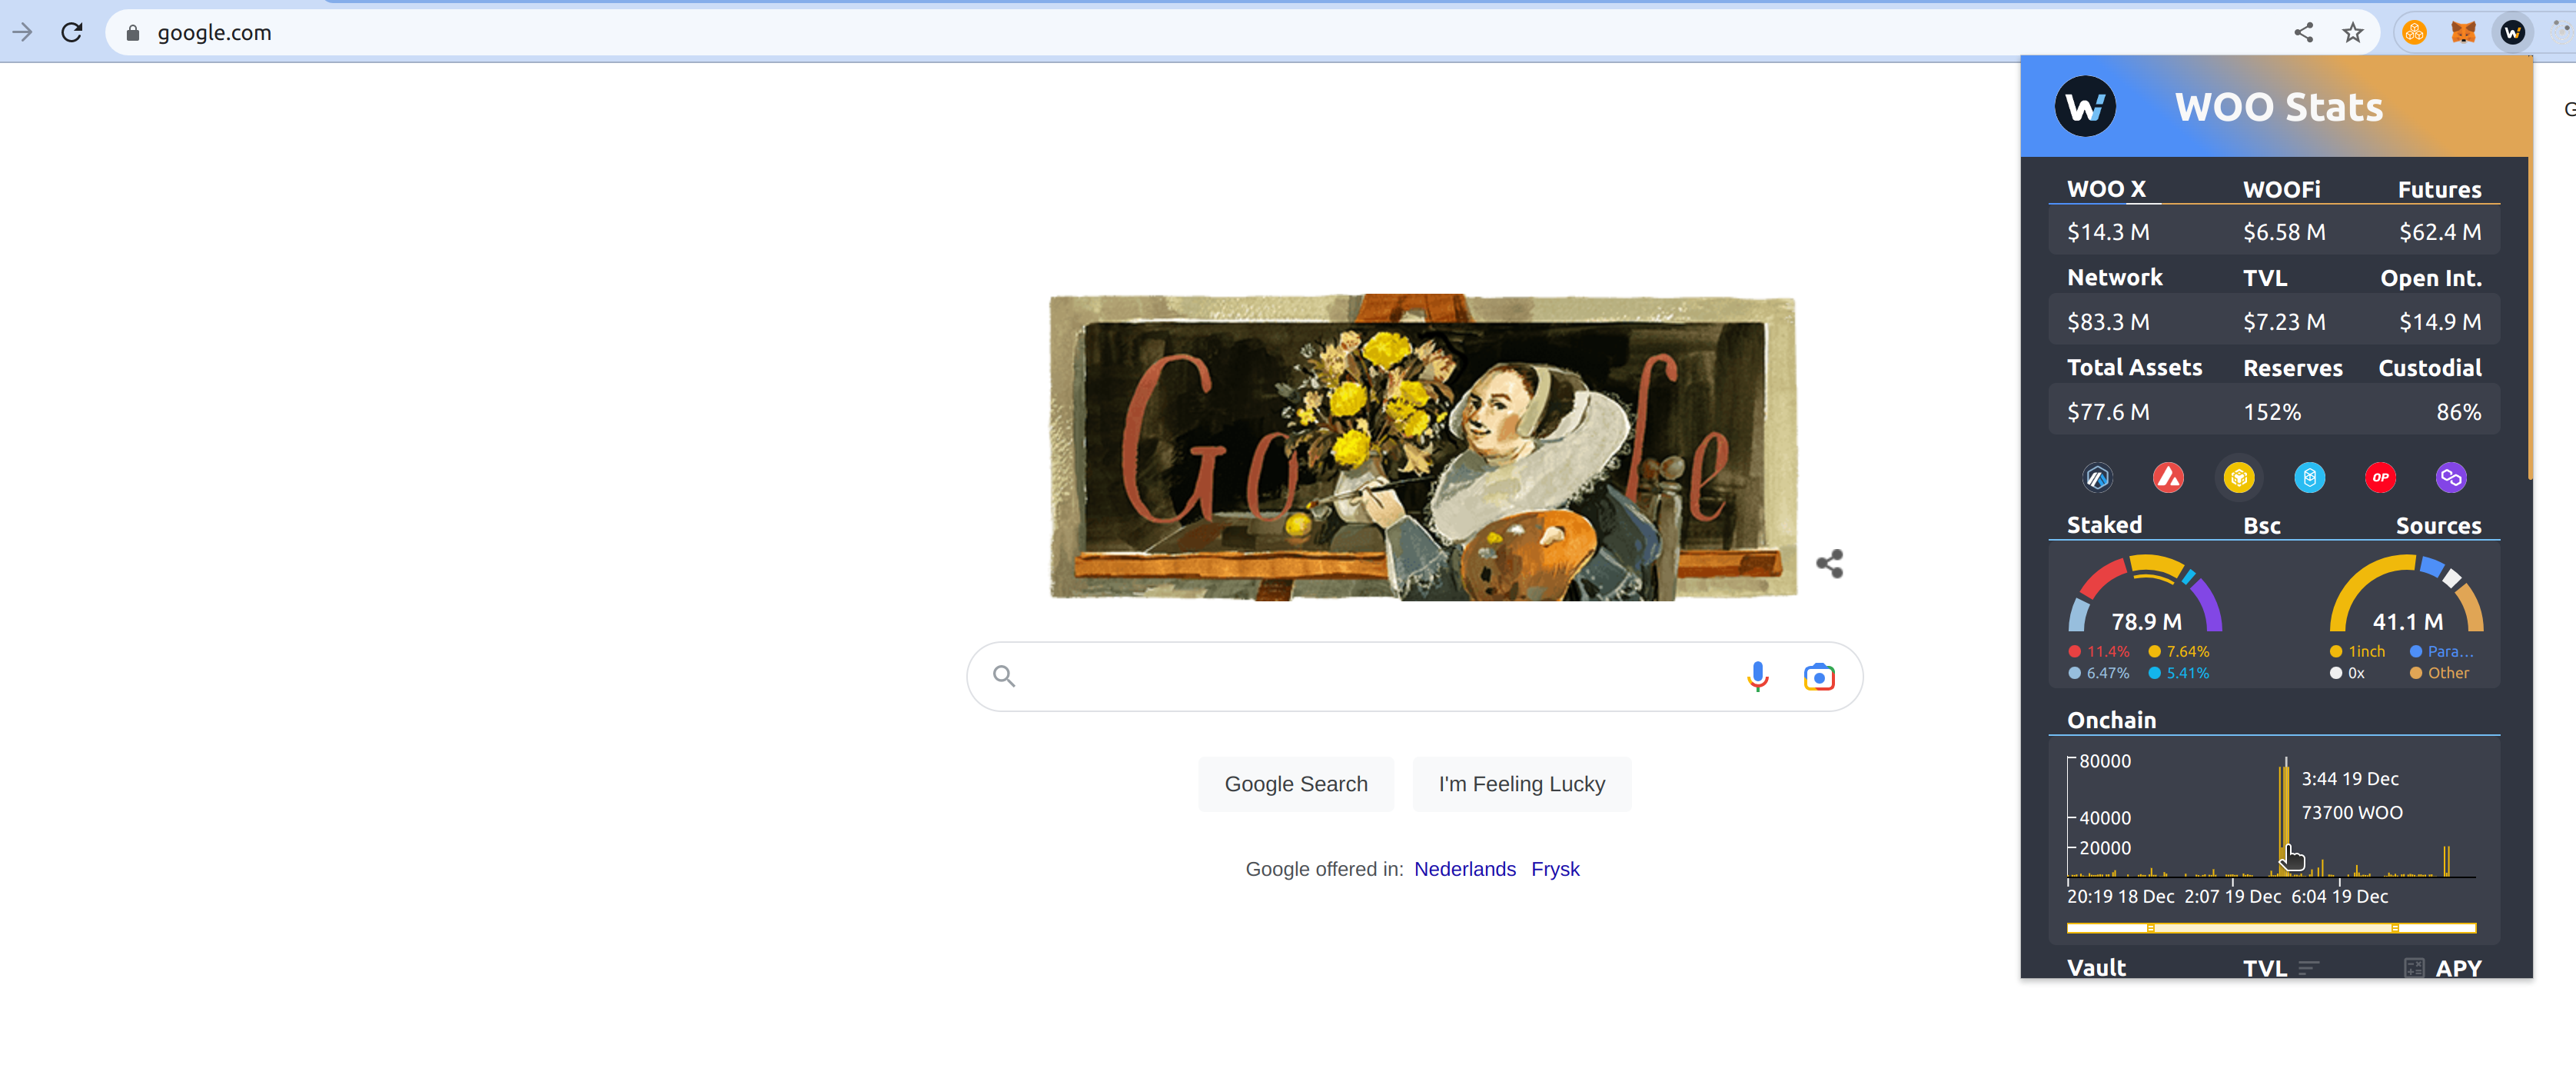 google.com
WOO Stats
G
WOO X WOOFi Futures
$14.3 M $6.58 M $62.4 M
Network TVL Open Int.
$83.3 M $7.23 M $14.9 M
Total Assets Reserves Custodial
$77.6 M 152% 86%
OP
Staked Bsc Sources
78.9 M 41.1 M
11.4% 7.64% 1inch Para...
6.47% 5.41% 0x Other
Onchain
80000
3:44 19 Dec
73700 WOO
40000
20000
20:19 18 Dec 2:07 19 Dec 6:04 19 Dec
Vault TVL APY
Go le
Google Search I'm Feeling Lucky
Google offered in: Nederlands Frysk